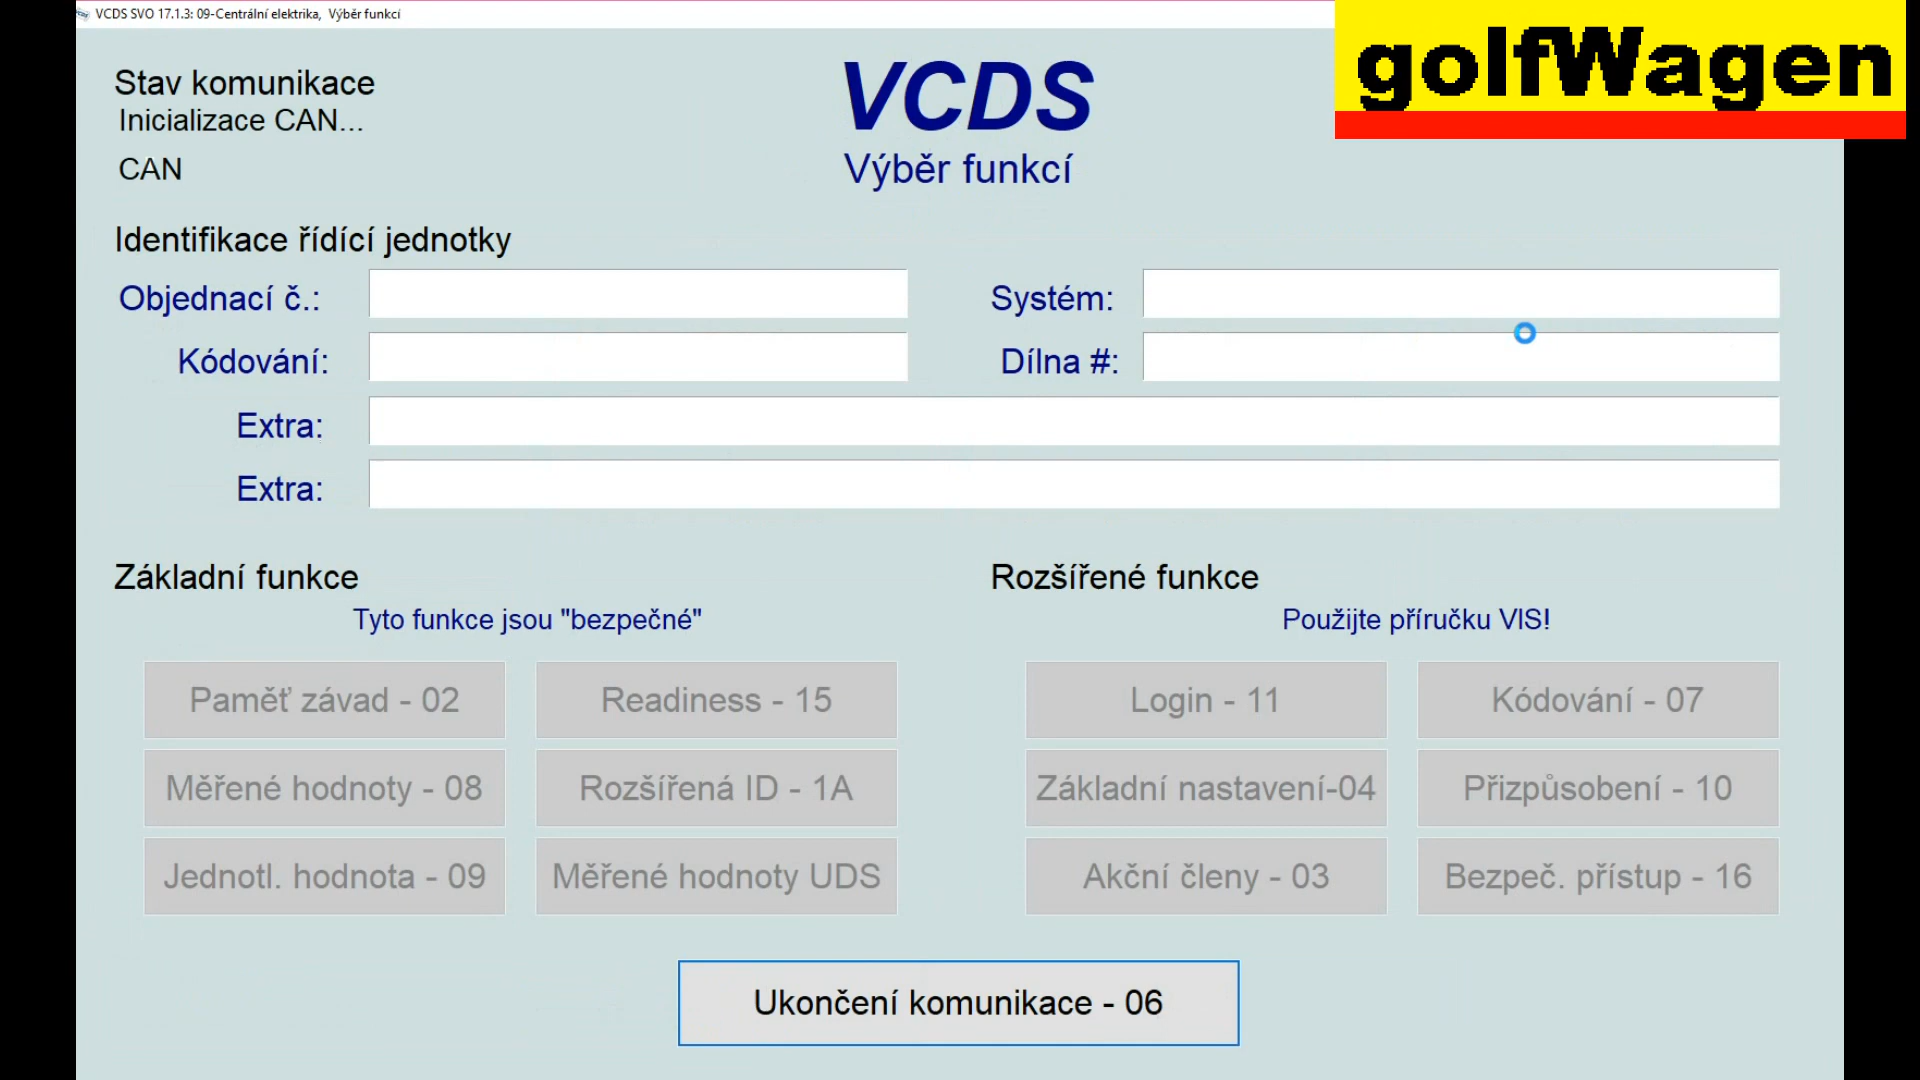 VCDS SVO 17.1.3: 09-Centrální elektrika, Výběr funkcí
golfWagen
Stav komunikace
Inicializace CAN...
CAN
VCDS
Výběr funkcí
Identifikace řídící jednotky
Objednací č.:
Systém:
Kódování:
Dílna #:
Extra:
Extra:
Základní funkce
Tyto funkce jsou "bezpečné"
Rozšířené funkce
Použijte příručku VIS!
Paměť závad - 02
Readiness - 15
Login - 11
Kódování - 07
Měřené hodnoty - 08
Rozšířená ID - 1A
Základní nastavení-04
Přizpůsobení - 10
Jednotl. hodnota - 09
Měřené hodnoty UDS
Akční členy - 03
Bezpeč. přístup - 16
Ukončení komunikace - 06